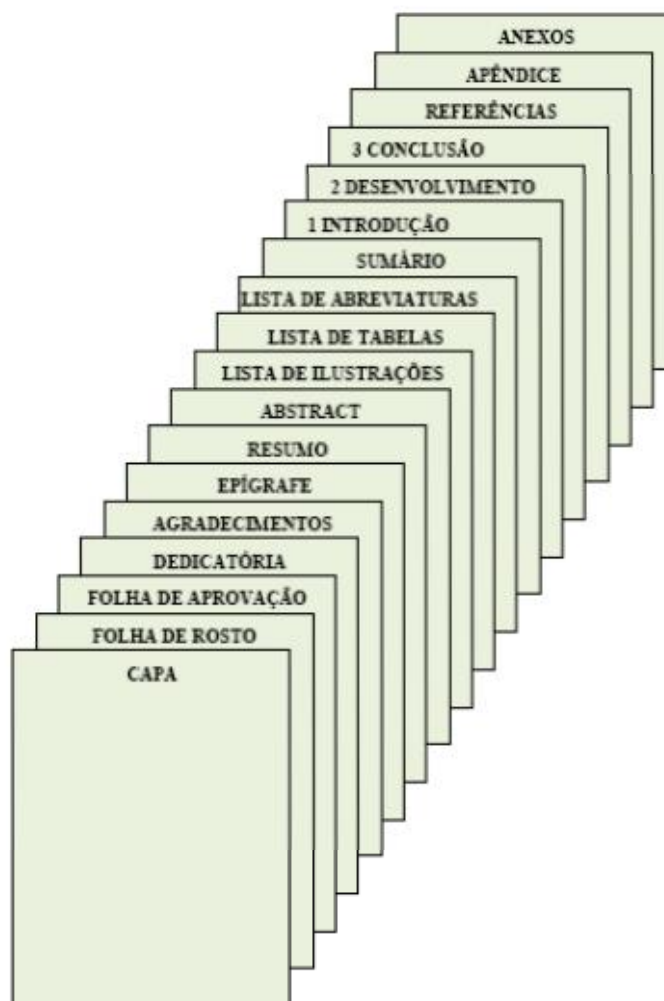 ANEXOS
APÊNDICE
REFERÊNCIAS
3 CONCLUSÃO
2 DESENVOLVIMENTO
1 INTRODUÇÃO
SUMÁRIO
LISTA DE ABREVIATURAS
LISTA DE TABELAS
LISTA DE ILUSTRAÇÕES
ABSTRACT
RESUMO
EPÍGRAFE
AGRADECIMENTOS
DEDICATÓRIA
FOLHA DE APROVAÇÃO
FOLHA DE ROSTO
CAPA